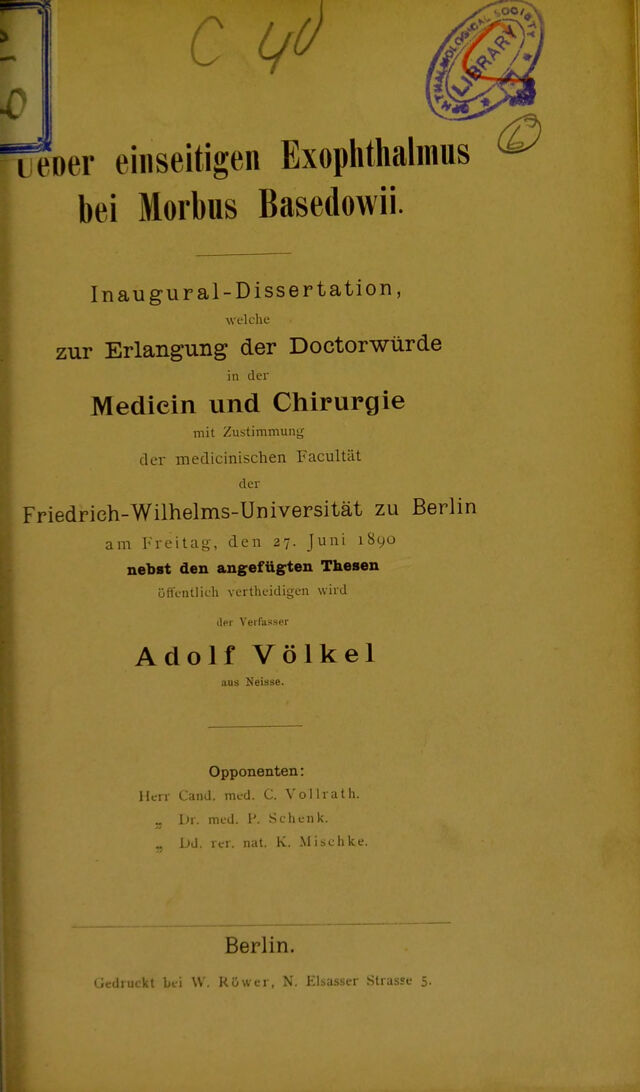 C 40
OPHTHALMOLOGICAL SOCIETY
LIBRARY
Ueber einseitigen Exophthalmus
bei Morbus Basedowii.
Inaugural-Dissertation,
welche
zur Erlangung der Doctorwürde
in der
Medicin und Chirurgie
mit Zustimmung
der medicinischen Facultät
der
Friedrich-Wilhelms-Universität zu Berlin
am Freitag, den 27. Juni 1890
nebst den angefügten Thesen
öffentlich vertheidigen wird
der Verfasser
Adolf Völkel
aus Neisse.
Opponenten:
Herr Cand. med. C. Vollrath.
„ Dr. med. P. Schenk.
„ Dd. rer. nat. K. Mischke.
Berlin.
Gedruckt bei W. Röwer, N. Elsasser Strasse 5.